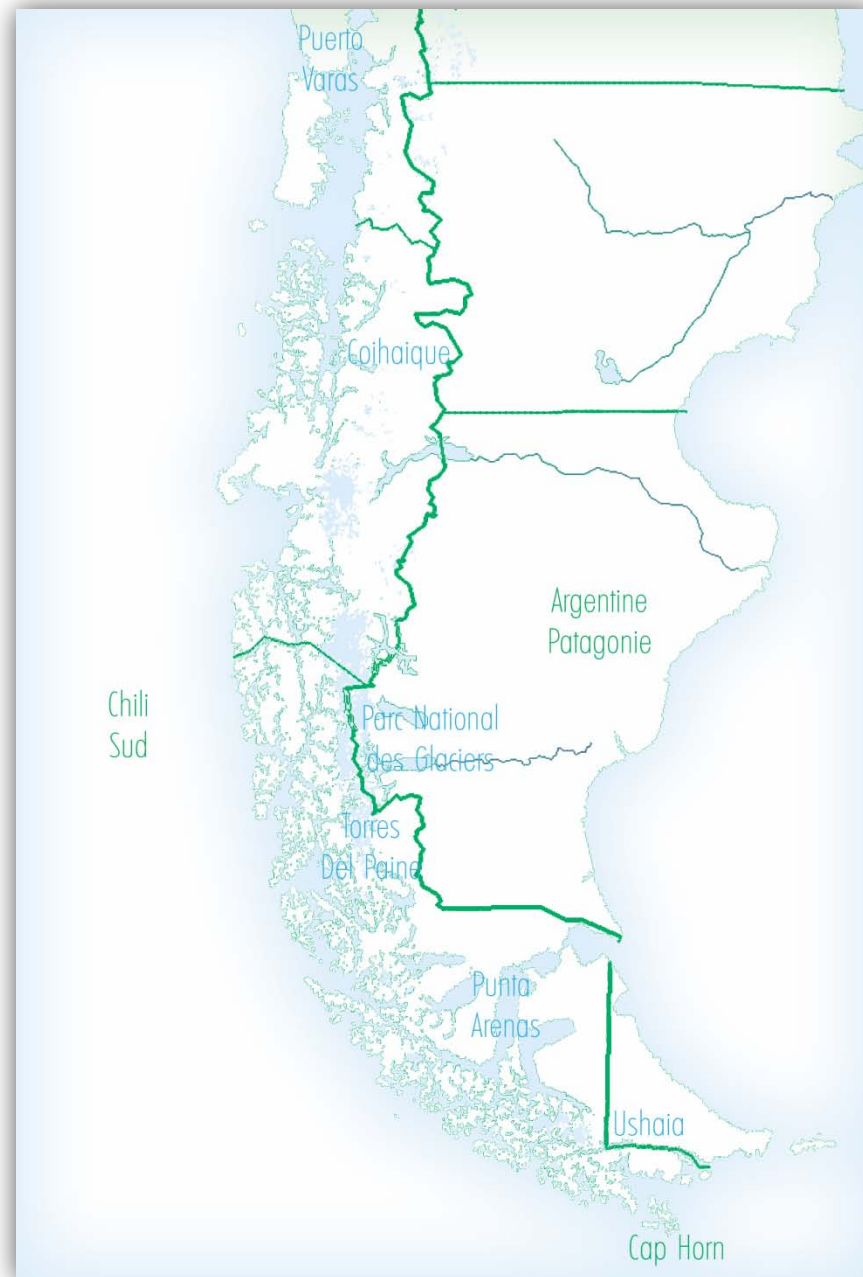 Puerto
Varas
Coihaique
Argentine
Patagonie
Chili
Sud
Parc National
des Glaciers
Torres
Del Paine
Punta
Arenas
Ushaia
Cap Horn